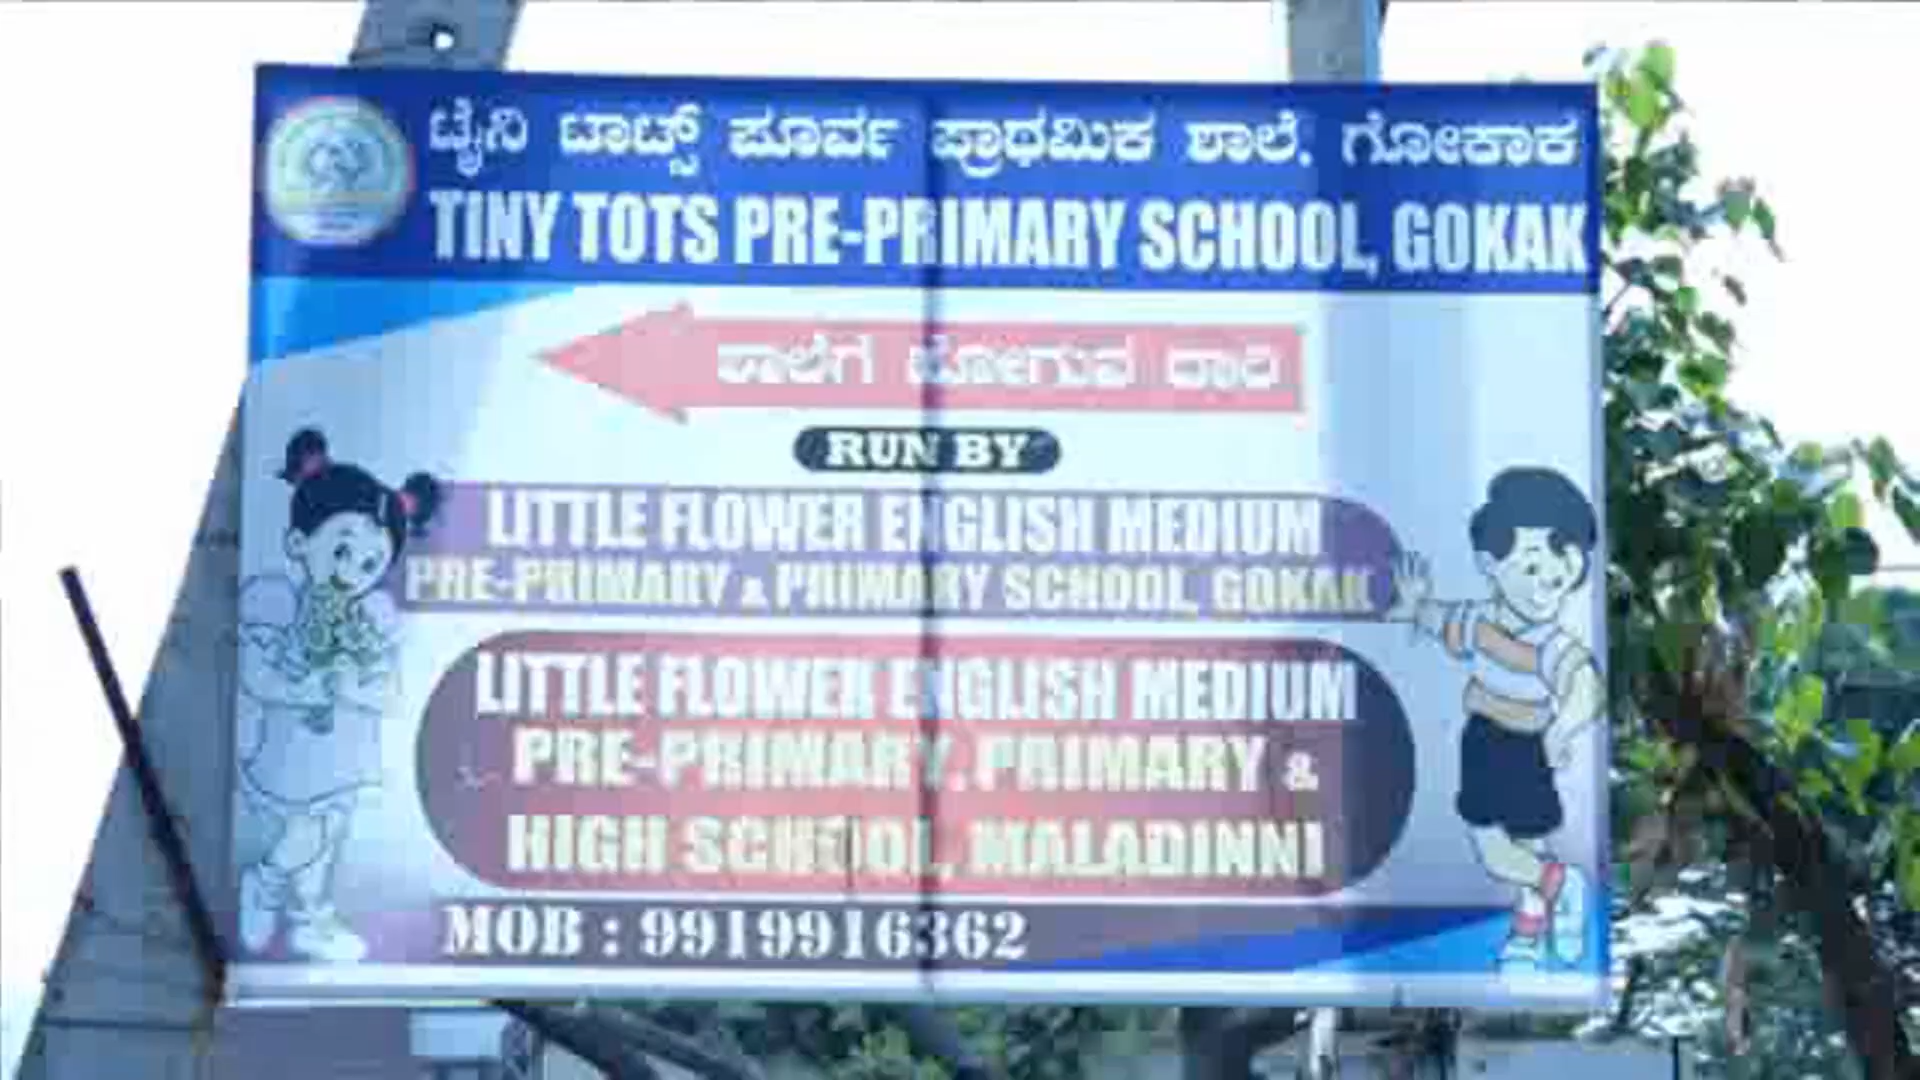 ಟೈನಿ ಟಾಟ್ಸ್ ಪೂರ್ವ ಪ್ರಾಥಮಿಕ ಶಾಲೆ, ಗೋಕಾಕ
TINY TOTS PRE-PRIMARY SCHOOL, GOKAK
ಶಾಲೆಗೆ ಹೋಗುವ ದಾರಿ
RUN BY
LITTLE FLOWER ENGLISH MEDIUM
PRE-PRIMARY & PRIMARY SCHOOL, GOKAK
LITTLE FLOWER ENGLISH MEDIUM
PRE-PRIMARY, PRIMARY &
HIGH SCHOOL, MALADINNI
MOB : 9919916362